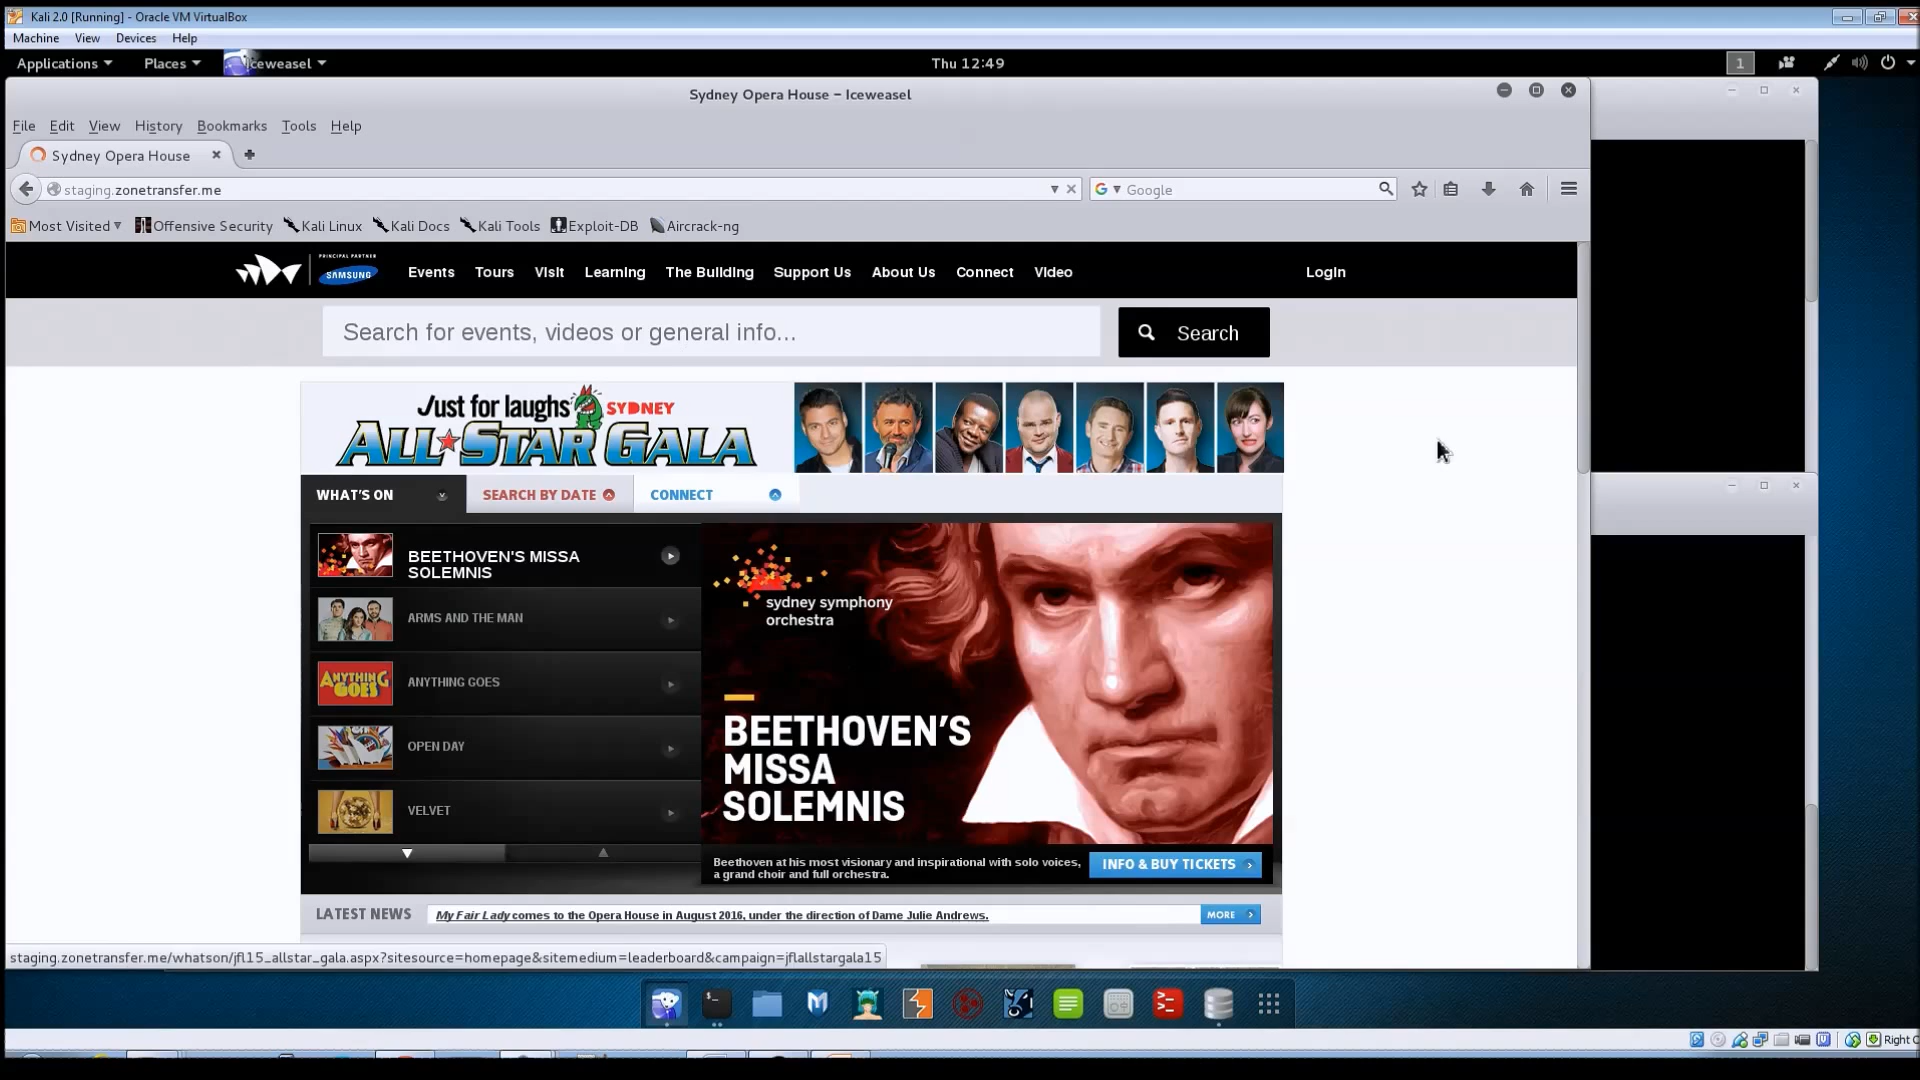 Kali 2.0 [Running] - Oracle VM VirtualBox
Machine View Devices Help
Applications Places Iceweasel Thu 12:49 1
Sydney Opera House – Iceweasel
File Edit View History Bookmarks Tools Help
Sydney Opera House
staging.zonetransfer.me Google
Most Visited Offensive Security Kali Linux Kali Docs Kali Tools Exploit-DB Aircrack-ng
PRINCIPAL PARTNER
SAMSUNG
Events Tours Visit Learning The Building Support Us About Us Connect Video Login
Search for events, videos or general info... Search
Just for laughs SYDNEY
ALL STAR GALA
WHAT'S ON SEARCH BY DATE CONNECT
BEETHOVEN'S MISSA
SOLEMNIS
ARMS AND THE MAN
ANYTHING GOES
ANYTHING GOES
OPEN DAY
VELVET
sydney symphony
orchestra
BEETHOVEN'S
MISSA
SOLEMNIS
Beethoven at his most visionary and inspirational with solo voices,
a grand choir and full orchestra.
INFO & BUY TICKETS
LATEST NEWS My Fair Lady comes to the Opera House in August 2016, under the direction of Dame Julie Andrews. MORE
staging.zonetransfer.me/whatson/jfl15_allstar_gala.aspx?sitesource=homepage&sitemedium=leaderboard&campaign=jflallstargala15
Right C